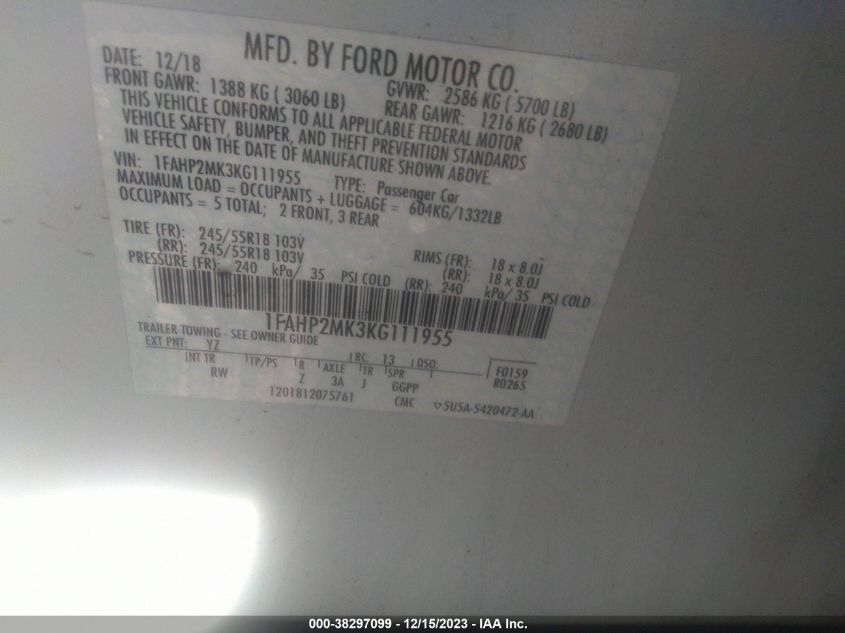 MFD. BY FORD MOTOR CO.
DATE: 12/18 GVWR: 2586 KG ( 5700 LB)
FRONT GAWR: 1388 KG ( 3060 LB) REAR GAWR: 1216 KG ( 2680 LB)
THIS VEHICLE CONFORMS TO ALL APPLICABLE FEDERAL MOTOR
VEHICLE SAFETY, BUMPER, AND THEFT PREVENTION STANDARDS
IN EFFECT ON THE DATE OF MANUFACTURE SHOWN ABOVE.
VIN: 1FAHP2MK3KG111955 TYPE: Passenger Car
MAXIMUM LOAD = OCCUPANTS + LUGGAGE = 604KG/1332LB
OCCUPANTS = 5 TOTAL; 2 FRONT, 3 REAR
TIRE (FR): 245/55R18 103V RIMS (FR): 18 x 8.0J
(RR): 245/55R18 103V (RR): 18 x 8.0J
PRESSURE (FR): 240 kPa/ 35 PSI COLD (RR): 240 kPa/ 35 PSI COLD
1FAHP2MK3KG111955
TRAILER TOWING - SEE OWNER GUIDE
EXT PNT: YZ RC: 13 DSO: F0159
INT TR TP/PS R AXLE TR SPR R0265
RW Z 3A J GGPP
1201812075761 CMC ▽5USA-5420472-AA
000-38297099 - 12/15/2023 - IAA Inc.